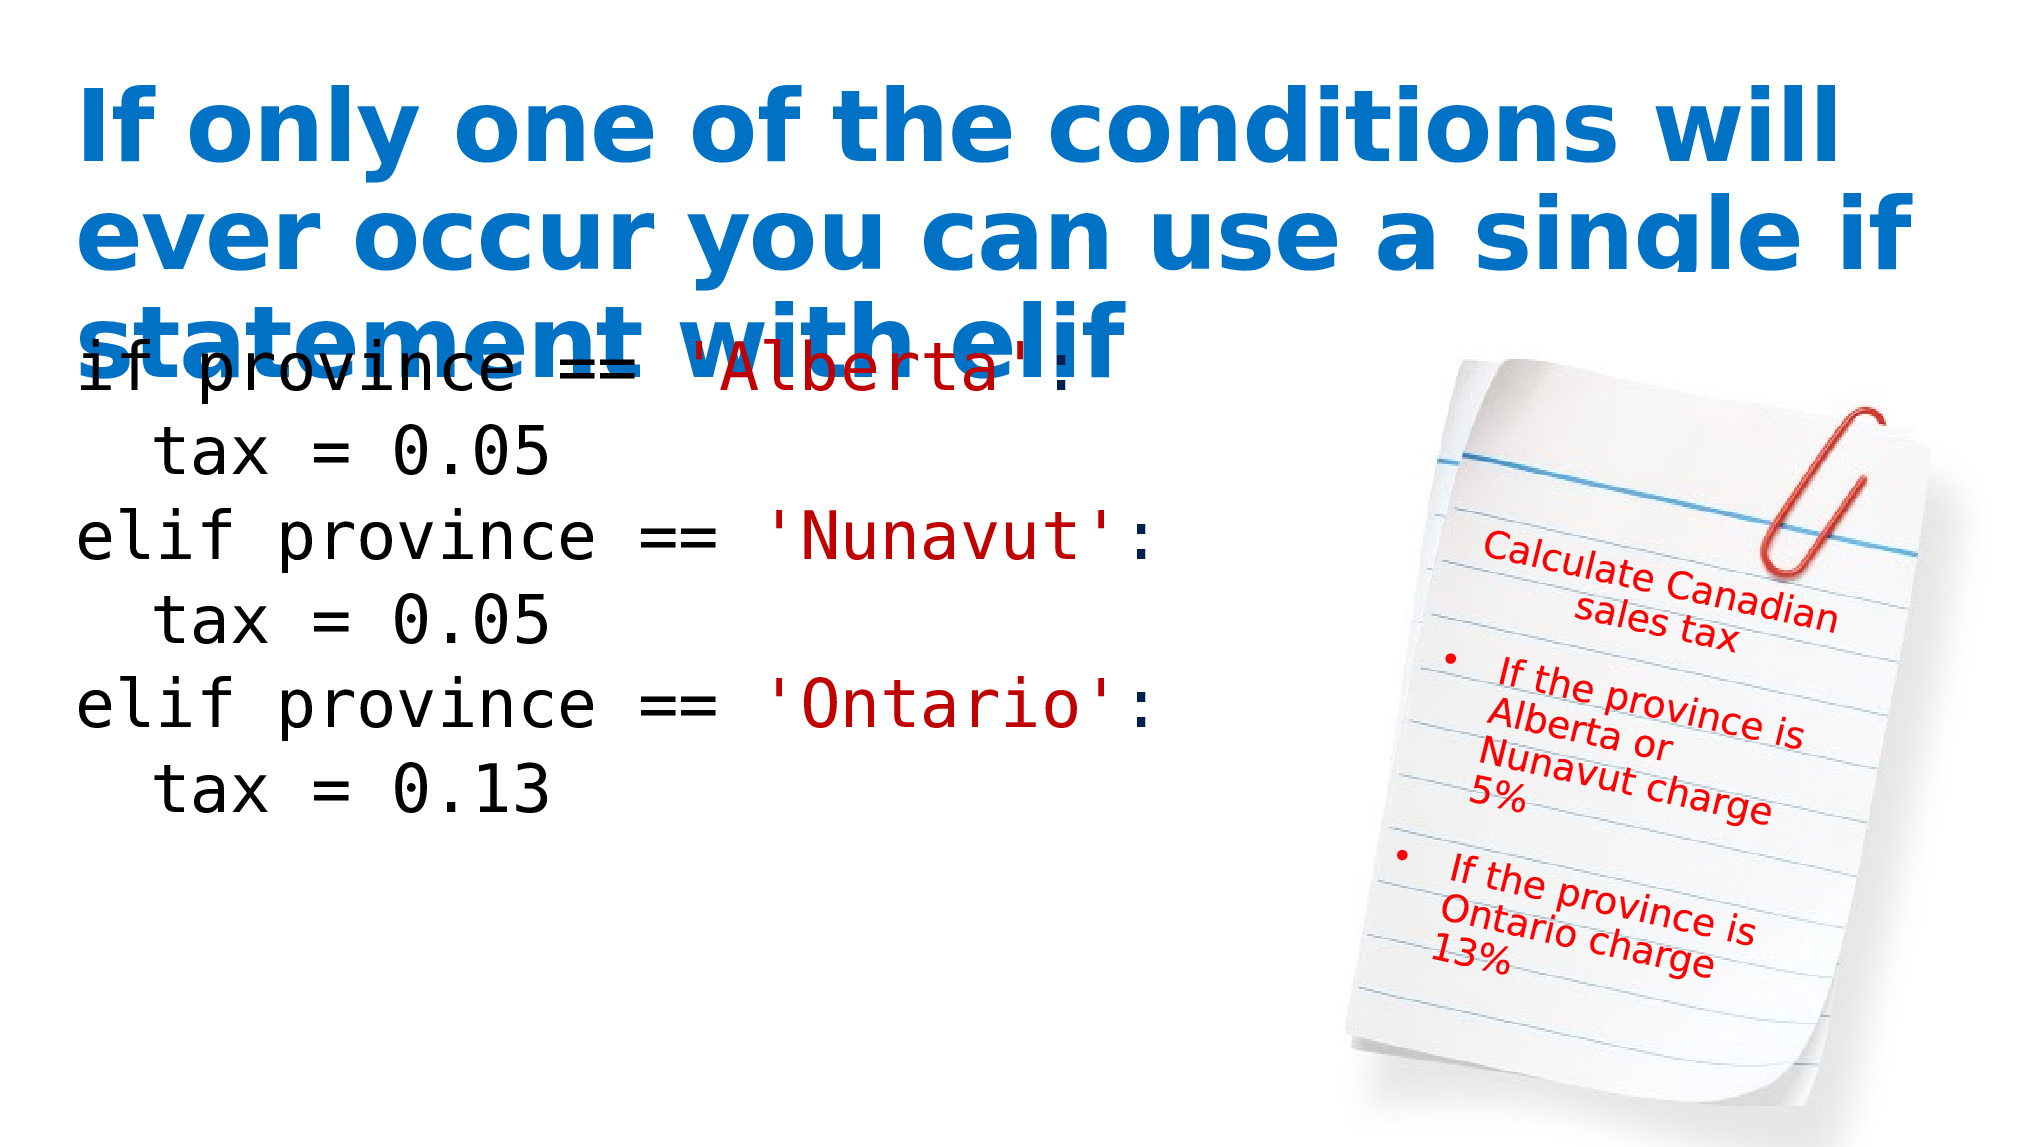 If only one of the conditions will
ever occur you can use a single if
statement with elif
if province == 'Alberta':
  tax = 0.05
elif province == 'Nunavut':
  tax = 0.05
elif province == 'Ontario':
  tax = 0.13
Calculate Canadian
sales tax
• If the province is
Alberta or
Nunavut charge
5%
• If the province is
Ontario charge
13%